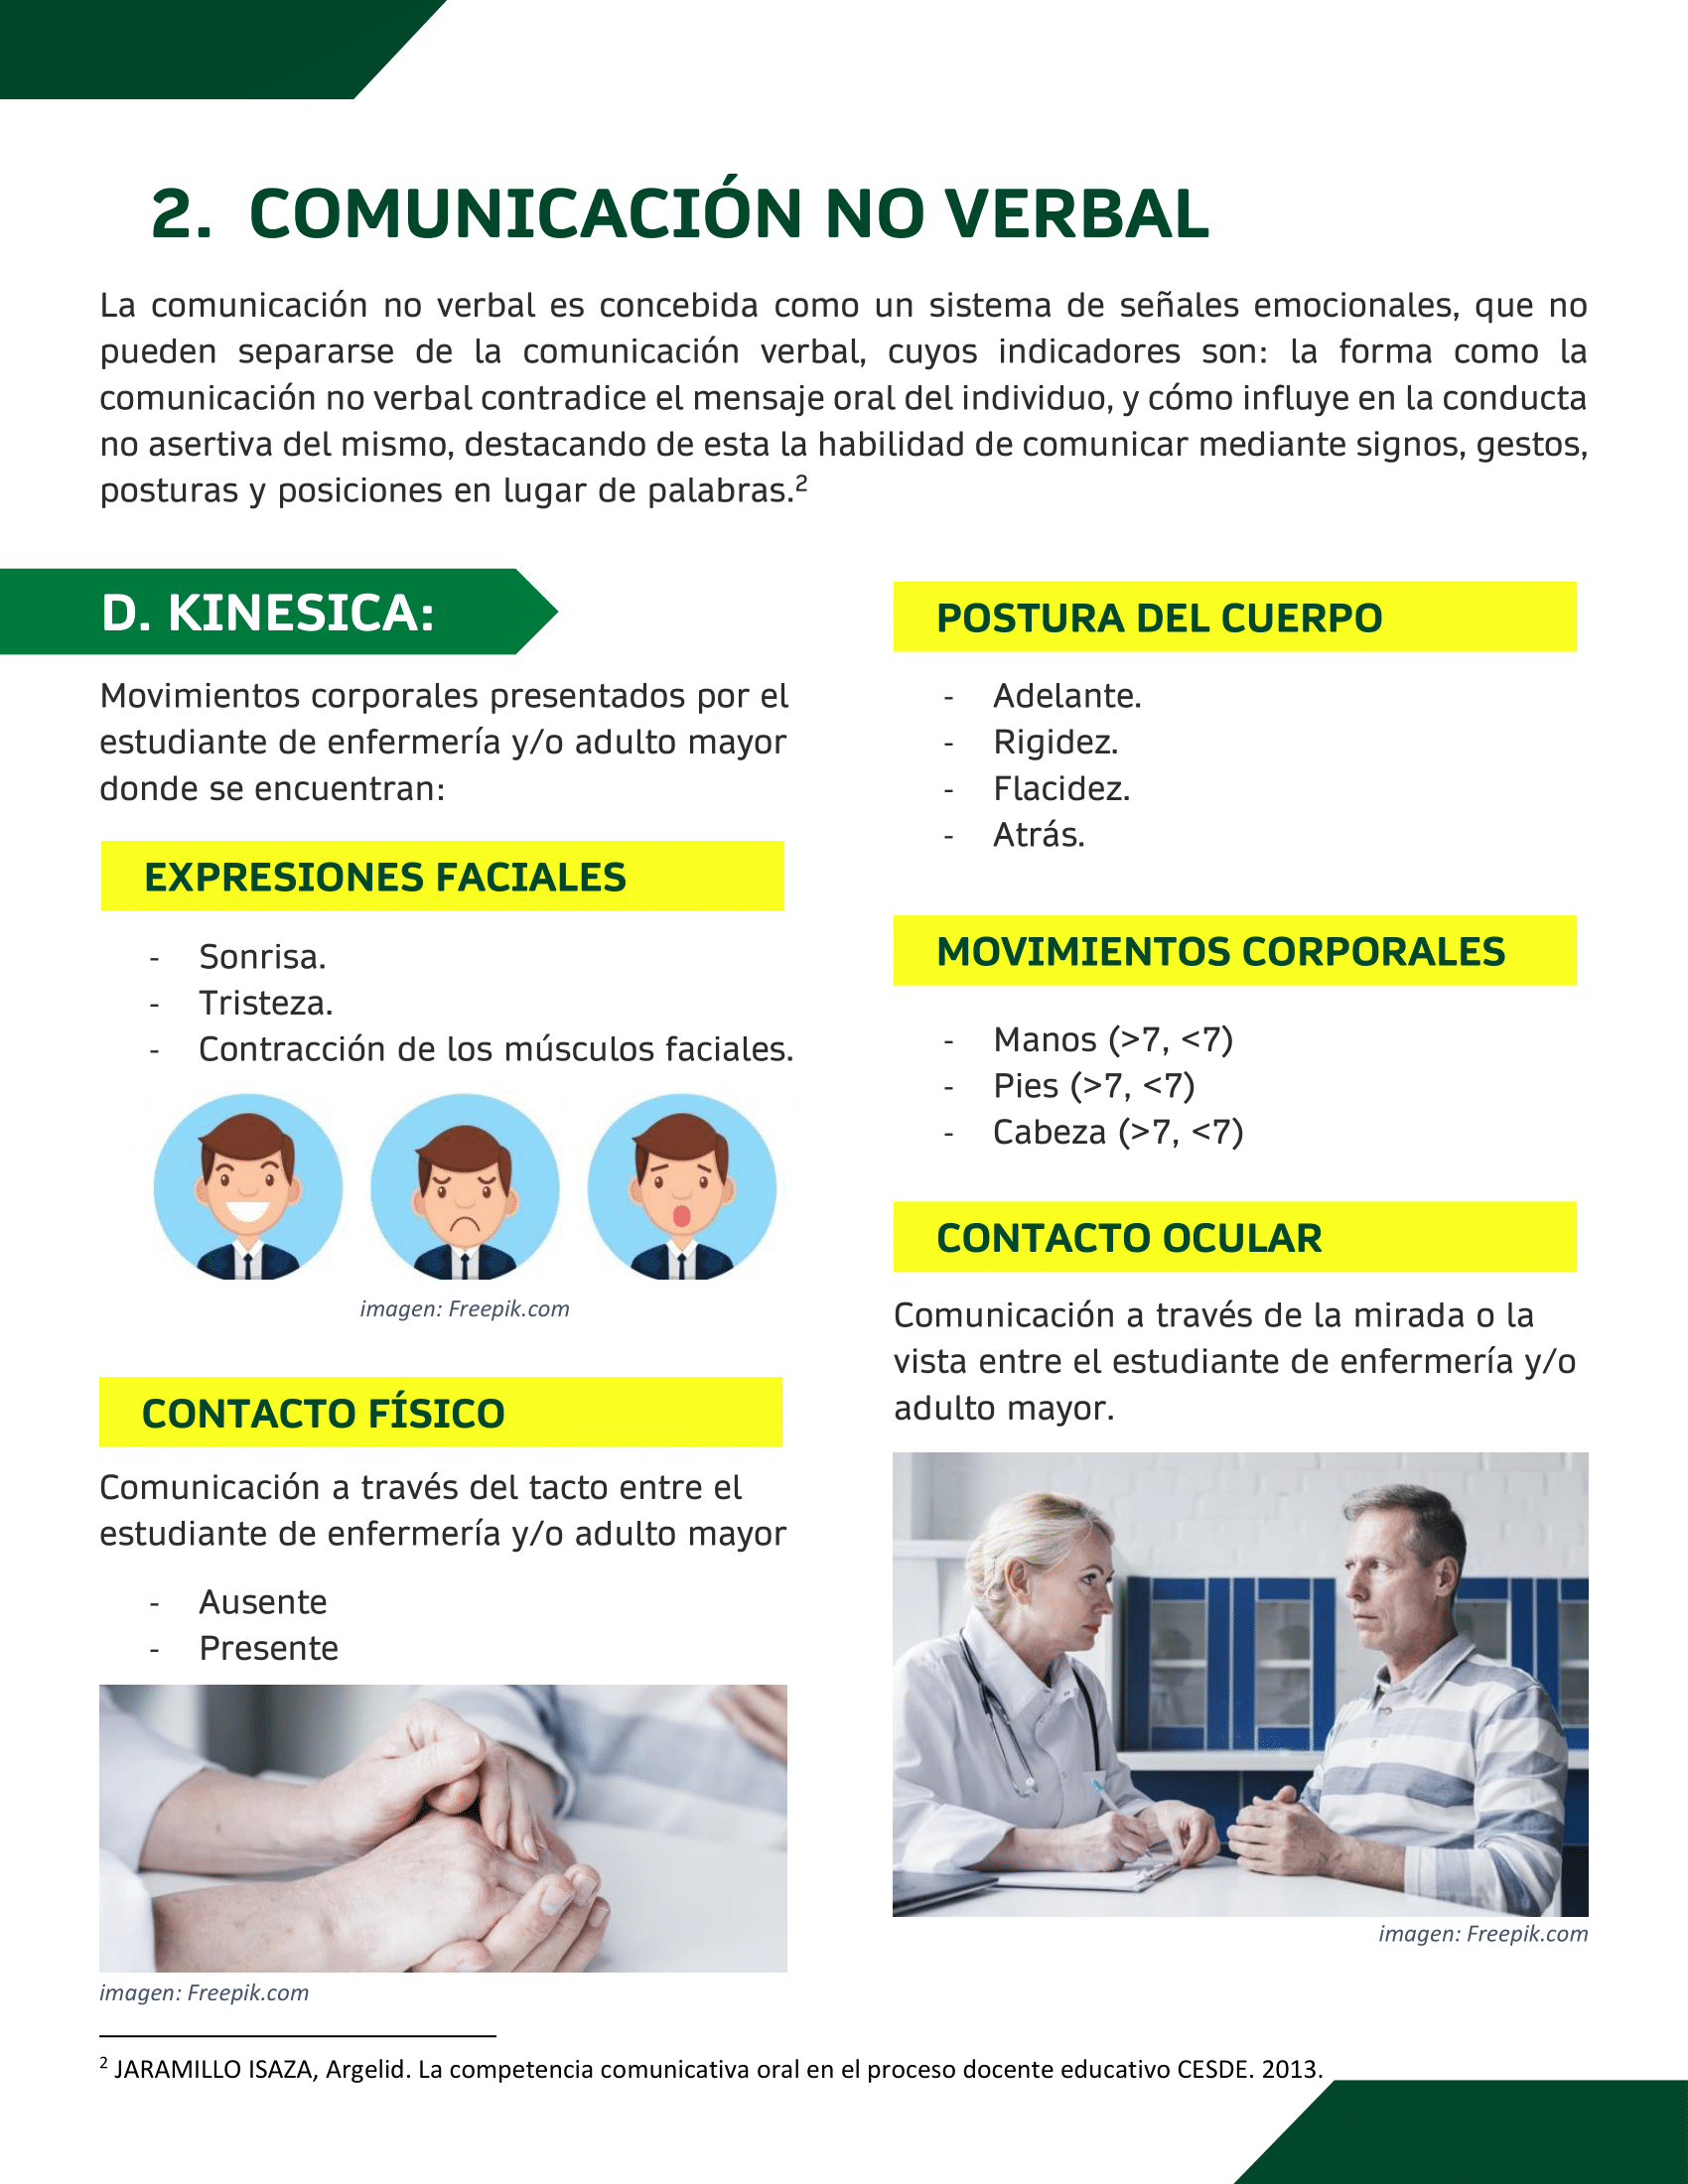 2. COMUNICACIÓN NO VERBAL
La comunicación no verbal es concebida como un sistema de señales emocionales, que no
pueden separarse de la comunicación verbal, cuyos indicadores son: la forma como la
comunicación no verbal contradice el mensaje oral del individuo, y cómo influye en la conducta
no asertiva del mismo, destacando de esta la habilidad de comunicar mediante signos, gestos,
posturas y posiciones en lugar de palabras.²
D. KINESICA:
Movimientos corporales presentados por el
estudiante de enfermería y/o adulto mayor
donde se encuentran:
EXPRESIONES FACIALES
- Sonrisa.
- Tristeza.
- Contracción de los músculos faciales.
imagen: Freepik.com
CONTACTO FÍSICO
Comunicación a través del tacto entre el
estudiante de enfermería y/o adulto mayor
- Ausente
- Presente
imagen: Freepik.com
POSTURA DEL CUERPO
- Adelante.
- Rigidez.
- Flacidez.
- Atrás.
MOVIMIENTOS CORPORALES
- Manos (>7, <7)
- Pies (>7, <7)
- Cabeza (>7, <7)
CONTACTO OCULAR
Comunicación a través de la mirada o la
vista entre el estudiante de enfermería y/o
adulto mayor.
imagen: Freepik.com
² JARAMILLO ISAZA, Argelid. La competencia comunicativa oral en el proceso docente educativo CESDE. 2013.